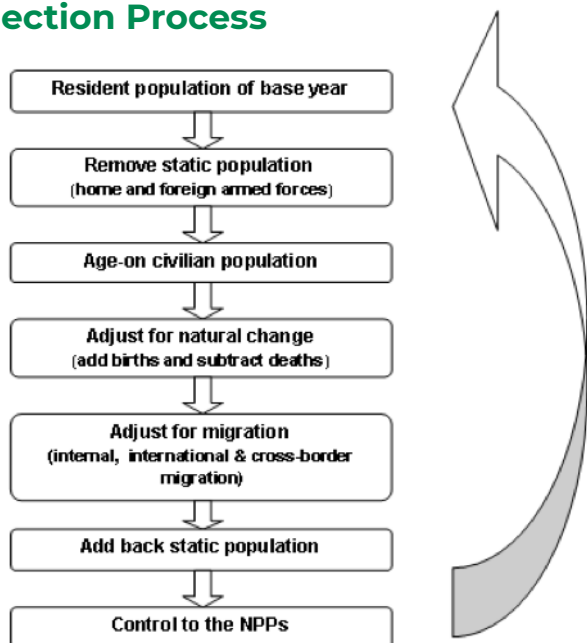 ection Process
Resident population of base year
Remove static population
(home and foreign armed forces)
Age-on civilian population
Adjust for natural change
(add births and subtract deaths)
Adjust for migration
(internal, international & cross-border
migration)
Add back static population
Control to the NPPs